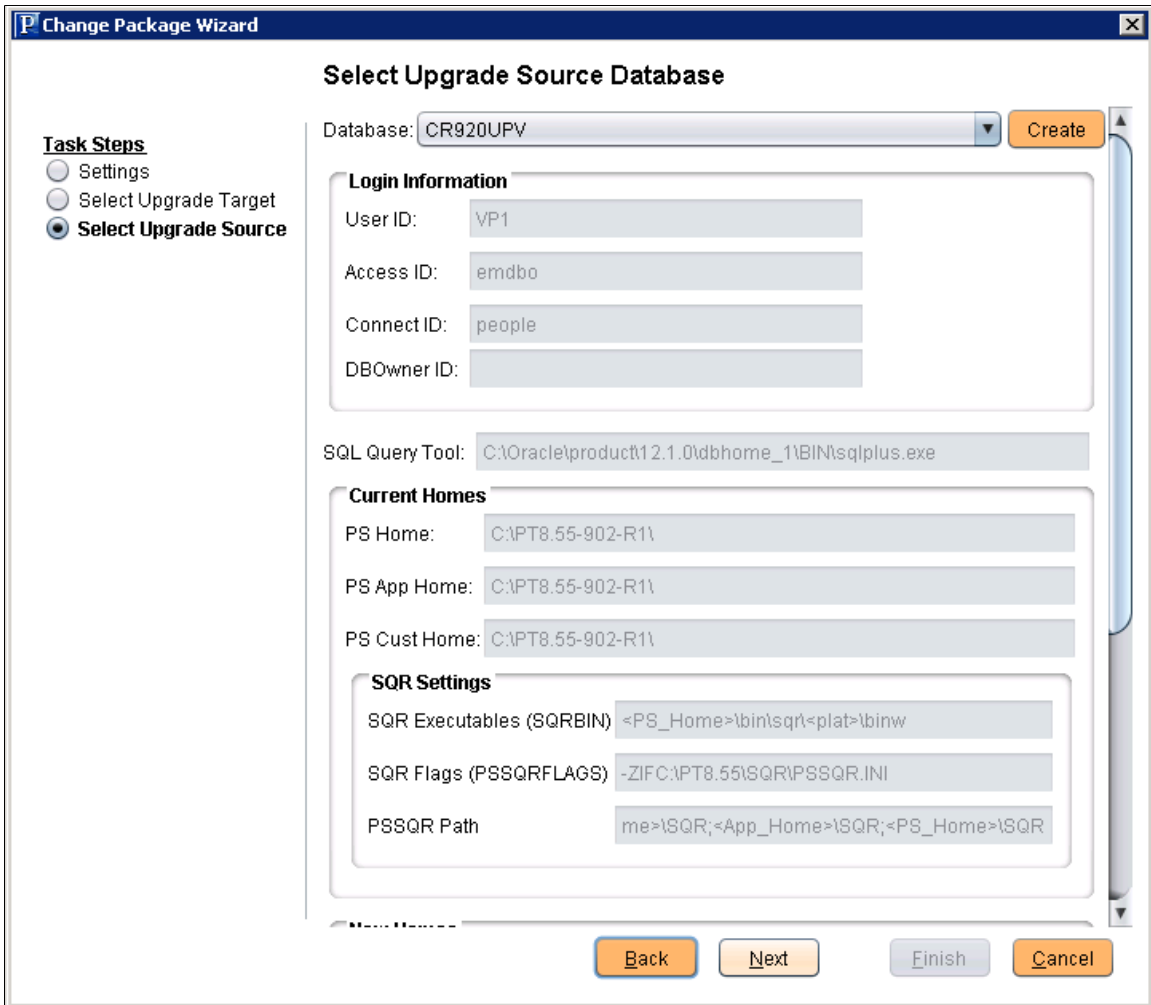 P Change Package Wizard
Select Upgrade Source Database
Task Steps
Settings
Select Upgrade Target
Select Upgrade Source
Database: CR920UPV Create
Login Information
User ID: VP1
Access ID: emdbo
Connect ID: people
DBOwner ID:
SQL Query Tool: C:\Oracle\product\12.1.0\dbhome_1\BIN\sqlplus.exe
Current Homes
PS Home: C:\PT8.55-902-R1\
PS App Home: C:\PT8.55-902-R1\
PS Cust Home: C:\PT8.55-902-R1\
SQR Settings
SQR Executables (SQRBIN) <PS_Home>\bin\sqr\<plat>\binw
SQR Flags (PSSQRFLAGS) -ZIFC:\PT8.55\SQR\PSSQR.INI
PSSQR Path me>\SQR;<App_Home>\SQR;<PS_Home>\SQR
Back Next Finish Cancel